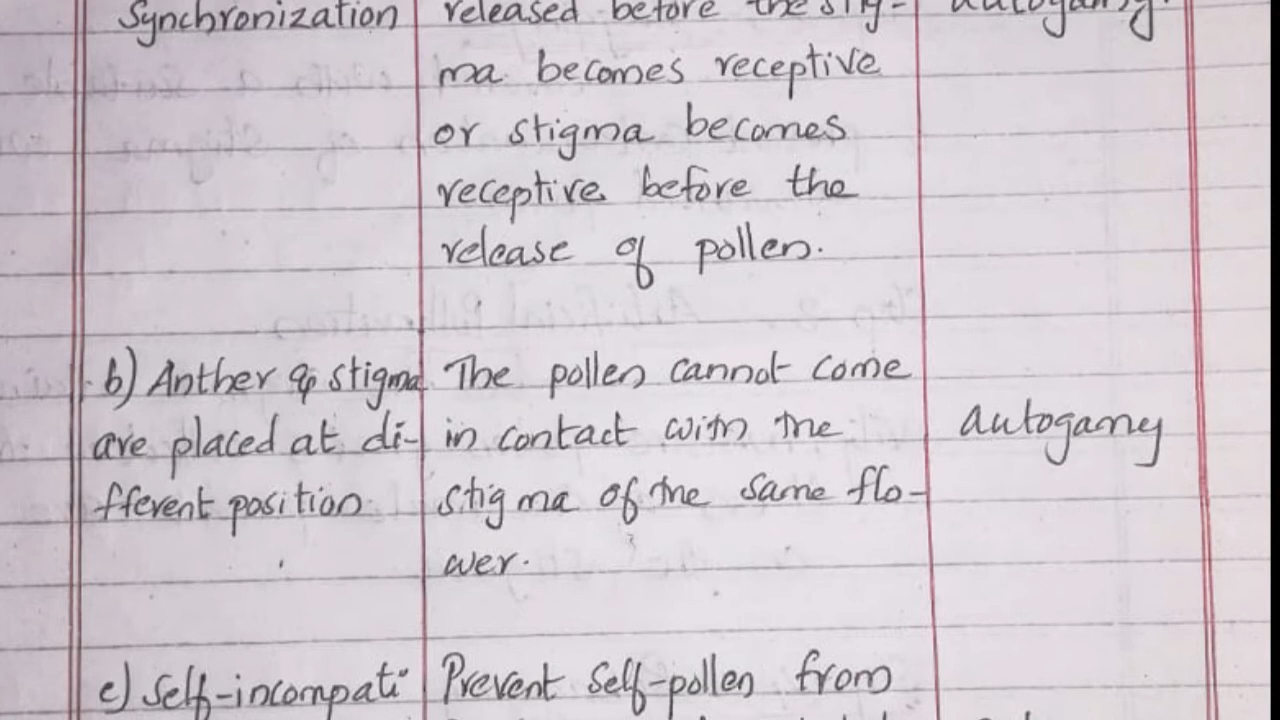 Synchronization released before the stig- autogamy.
ma becomes receptive
or stigma becomes
receptive before the
release of pollen.
b) Anther & stigma The pollen cannot come
are placed at di- in contact with the autogamy
fferent position. stigma of the same flo-
wer.
c) Self-incompati Prevent self-pollen from